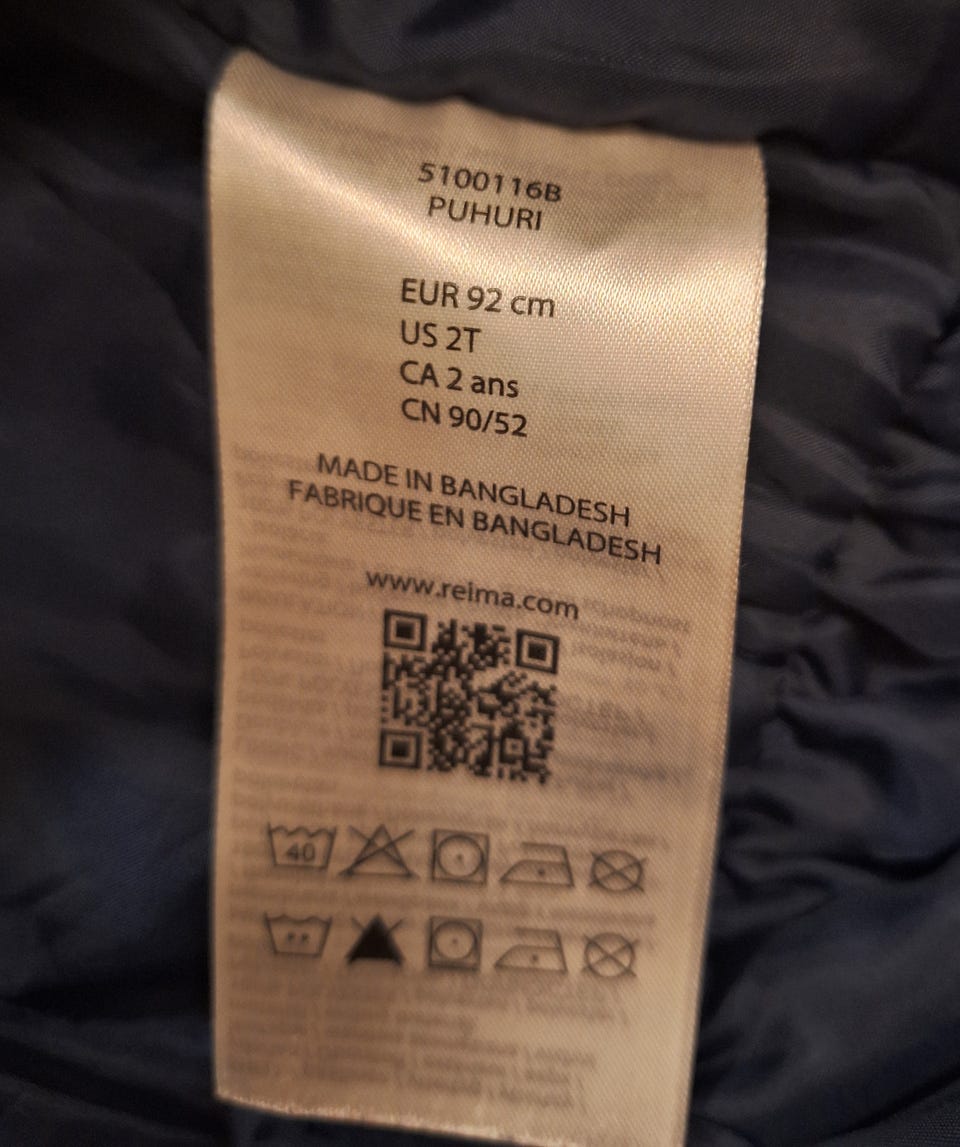 5100116B
PUHURI
EUR 92 cm
US 2T
CA 2 ans
CN 90/52
MADE IN BANGLADESH
FABRIQUE EN BANGLADESH
www.reima.com
40